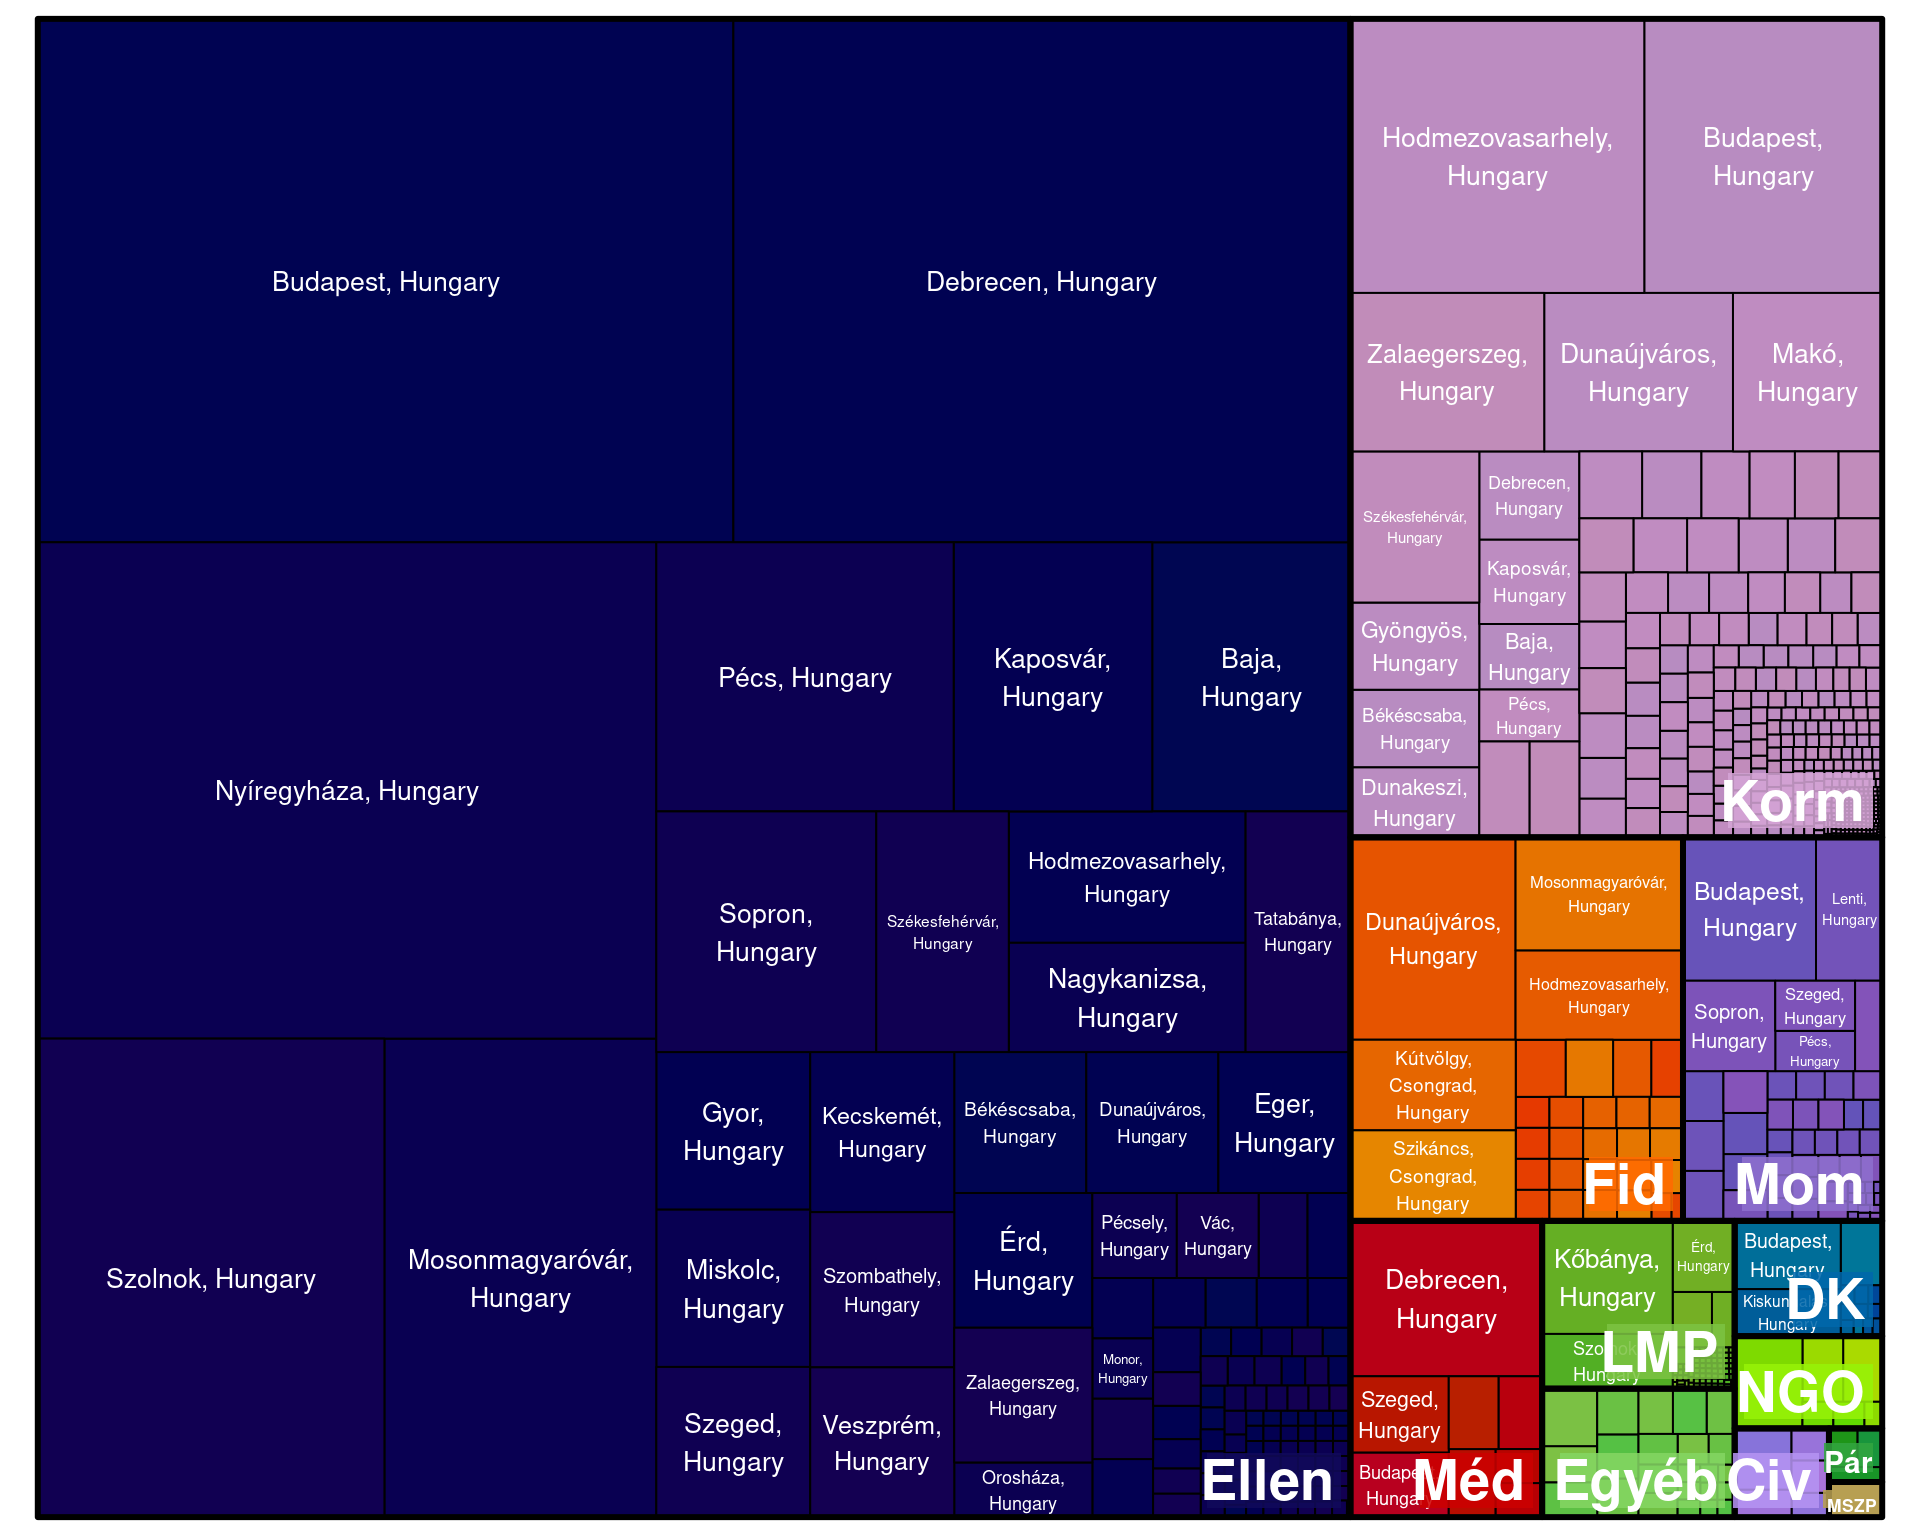 Budapest, Hungary
Debrecen, Hungary
Nyíregyháza, Hungary
Pécs, Hungary
Kaposvár,
Hungary
Baja,
Hungary
Sopron,
Hungary
Székesfehérvár,
Hungary
Hodmezovasarhely,
Hungary
Nagykanizsa,
Hungary
Tatabánya,
Hungary
Szolnok, Hungary
Mosonmagyaróvár,
Hungary
Gyor,
Hungary
Kecskemét,
Hungary
Békéscsaba,
Hungary
Dunaújváros,
Hungary
Eger,
Hungary
Miskolc,
Hungary
Szombathely,
Hungary
Érd,
Hungary
Pécsely,
Hungary
Vác,
Hungary
Szeged,
Hungary
Veszprém,
Hungary
Zalaegerszeg,
Hungary
Monor,
Hungary
Orosháza,
Hungary
Ellen
Hodmezovasarhely,
Hungary
Budapest,
Hungary
Zalaegerszeg,
Hungary
Dunaújváros,
Hungary
Makó,
Hungary
Székesfehérvár,
Hungary
Debrecen,
Hungary
Kaposvár,
Hungary
Gyöngyös,
Hungary
Baja,
Hungary
Békéscsaba,
Hungary
Pécs,
Hungary
Dunakeszi,
Hungary
Korm
Dunaújváros,
Hungary
Mosonmagyaróvár,
Hungary
Hodmezovasarhely,
Hungary
Kútvölgy,
Csongrad,
Hungary
Szikáncs,
Csongrad,
Hungary
Fid
Budapest,
Hungary
Lenti,
Hungary
Sopron,
Hungary
Szeged,
Hungary
Pécs,
Hungary
Mom
Debrecen,
Hungary
Szeged,
Hungary
Budape
Hunga
Méd
Kőbánya,
Hungary
Érd,
Hungary
Hungary
LMP
Budapest,
Hungary
Hungary
DK
NGO
Egyéb
Civ
Pár
MSZP